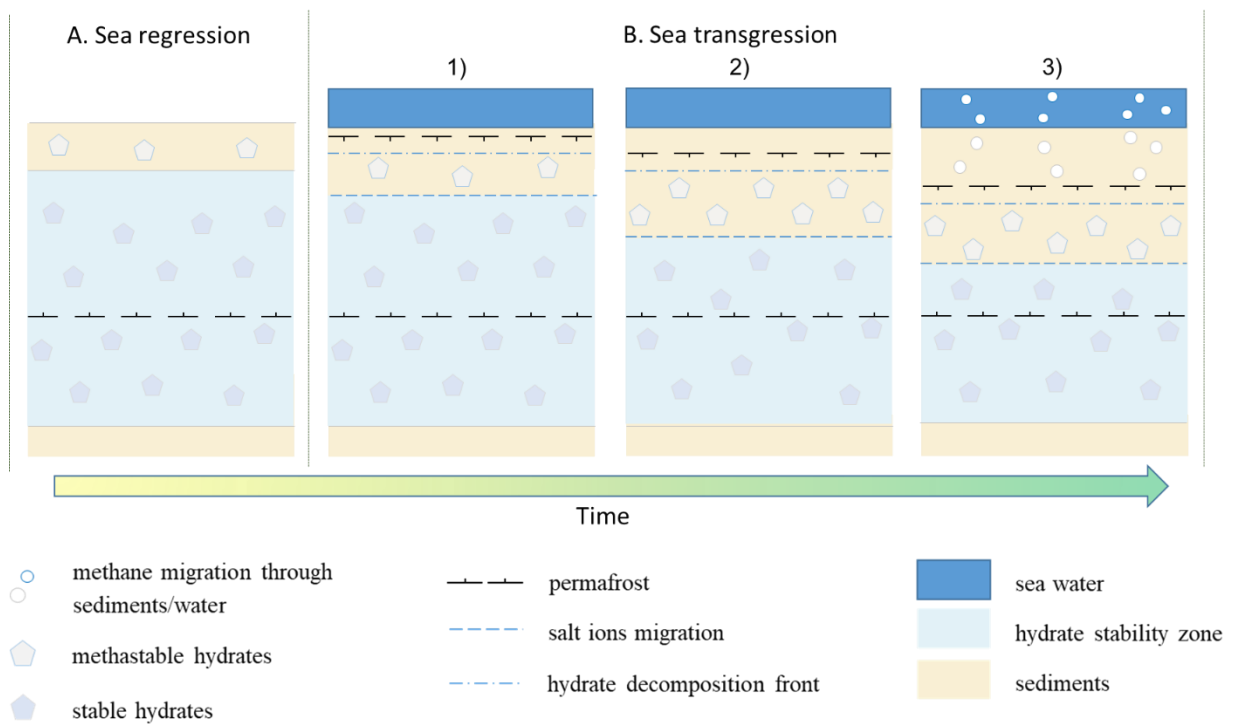 A. Sea regression
B. Sea transgression
1)
2)
3)
Time
methane migration through
sediments/water
methastable hydrates
stable hydrates
permafrost
salt ions migration
hydrate decomposition front
sea water
hydrate stability zone
sediments